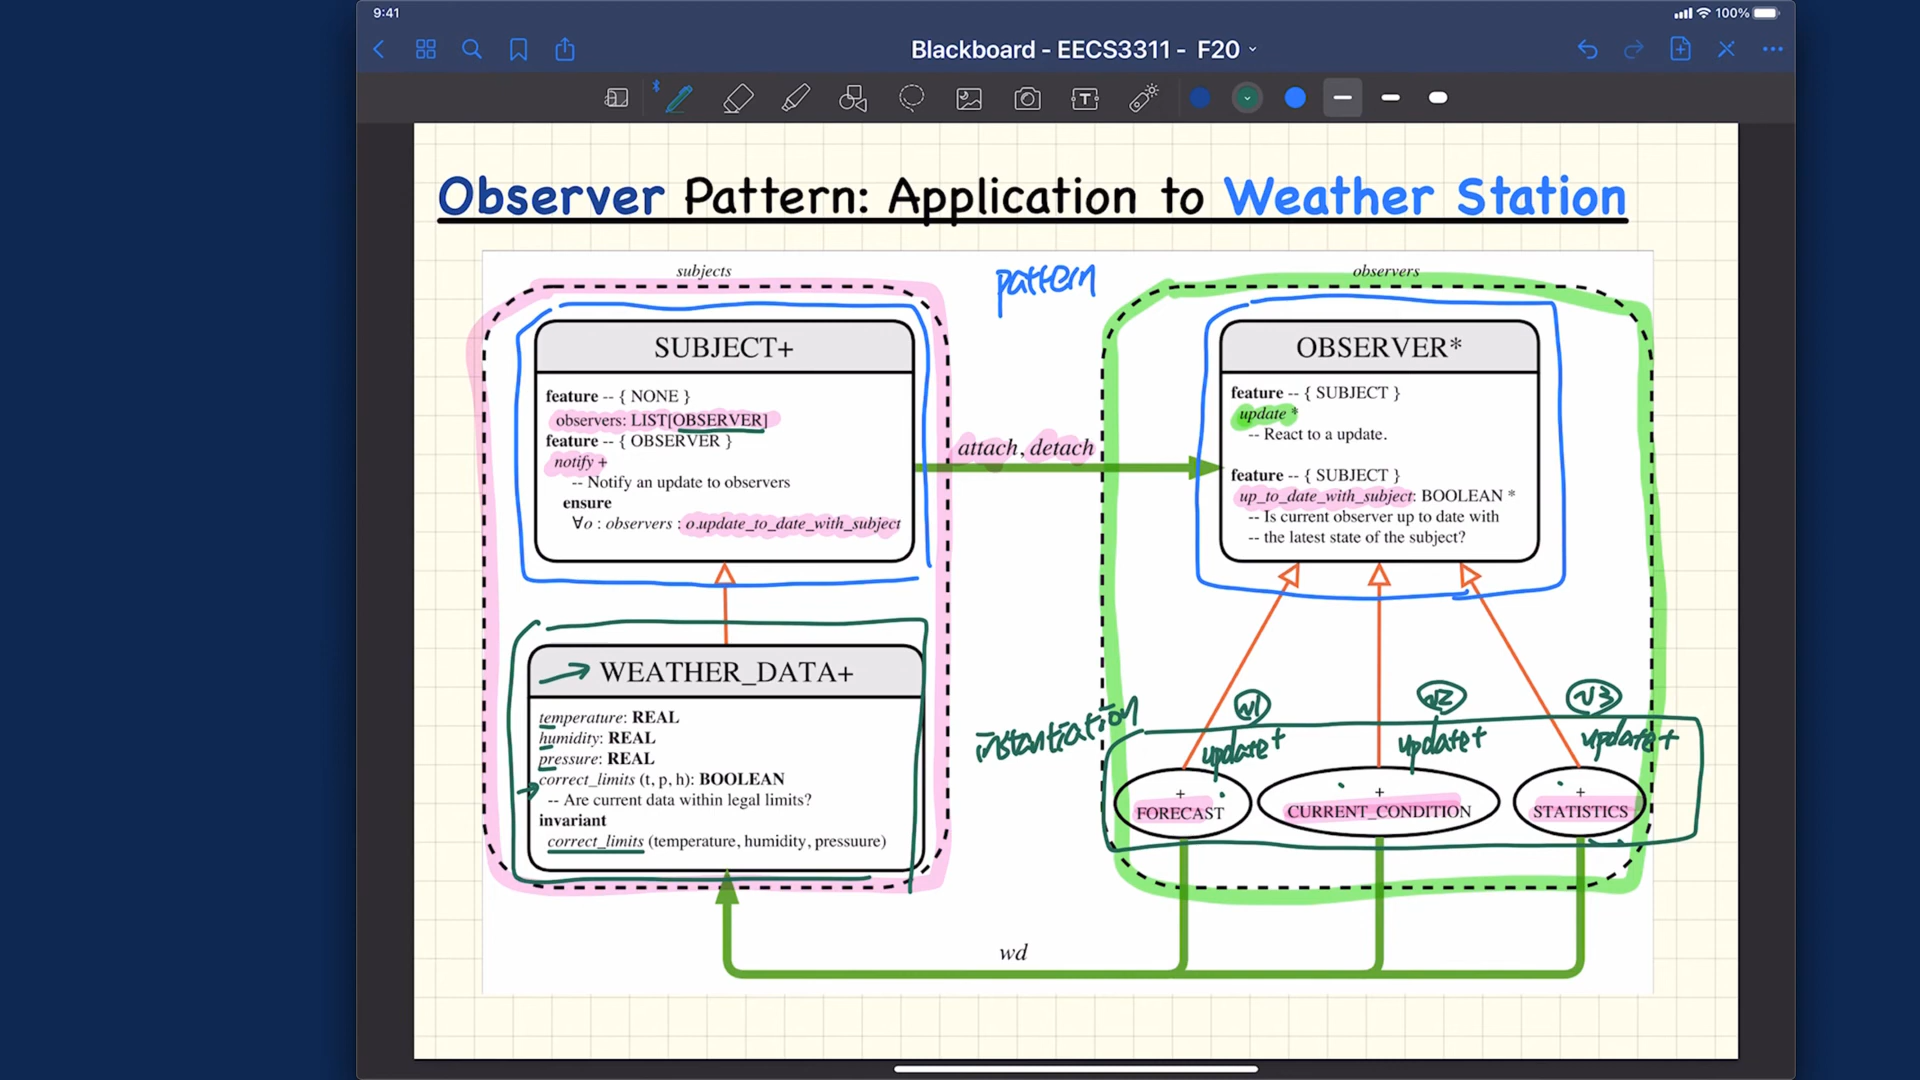 9:41
100%
Blackboard - EECS3311 - F20
Observer Pattern: Application to Weather Station
subjects
pattern
observers
SUBJECT+
feature -- { NONE }
observers: LIST[OBSERVER]
feature -- { OBSERVER }
notify +
-- Notify an update to observers
ensure
∀o : observers : o.update_to_date_with_subject
attach, detach
OBSERVER*
feature -- { SUBJECT }
update *
-- React to a update.
feature -- { SUBJECT }
up_to_date_with_subject: BOOLEAN *
-- Is current observer up to date with
-- the latest state of the subject?
WEATHER_DATA+
temperature: REAL
humidity: REAL
pressure: REAL
correct_limits (t, p, h): BOOLEAN
-- Are current data within legal limits?
invariant
correct_limits (temperature, humidity, pressuure)
instantiation
v1
v2
v3
update+
update+
update+
+
FORECAST
+
CURRENT_CONDITION
+
STATISTICS
wd